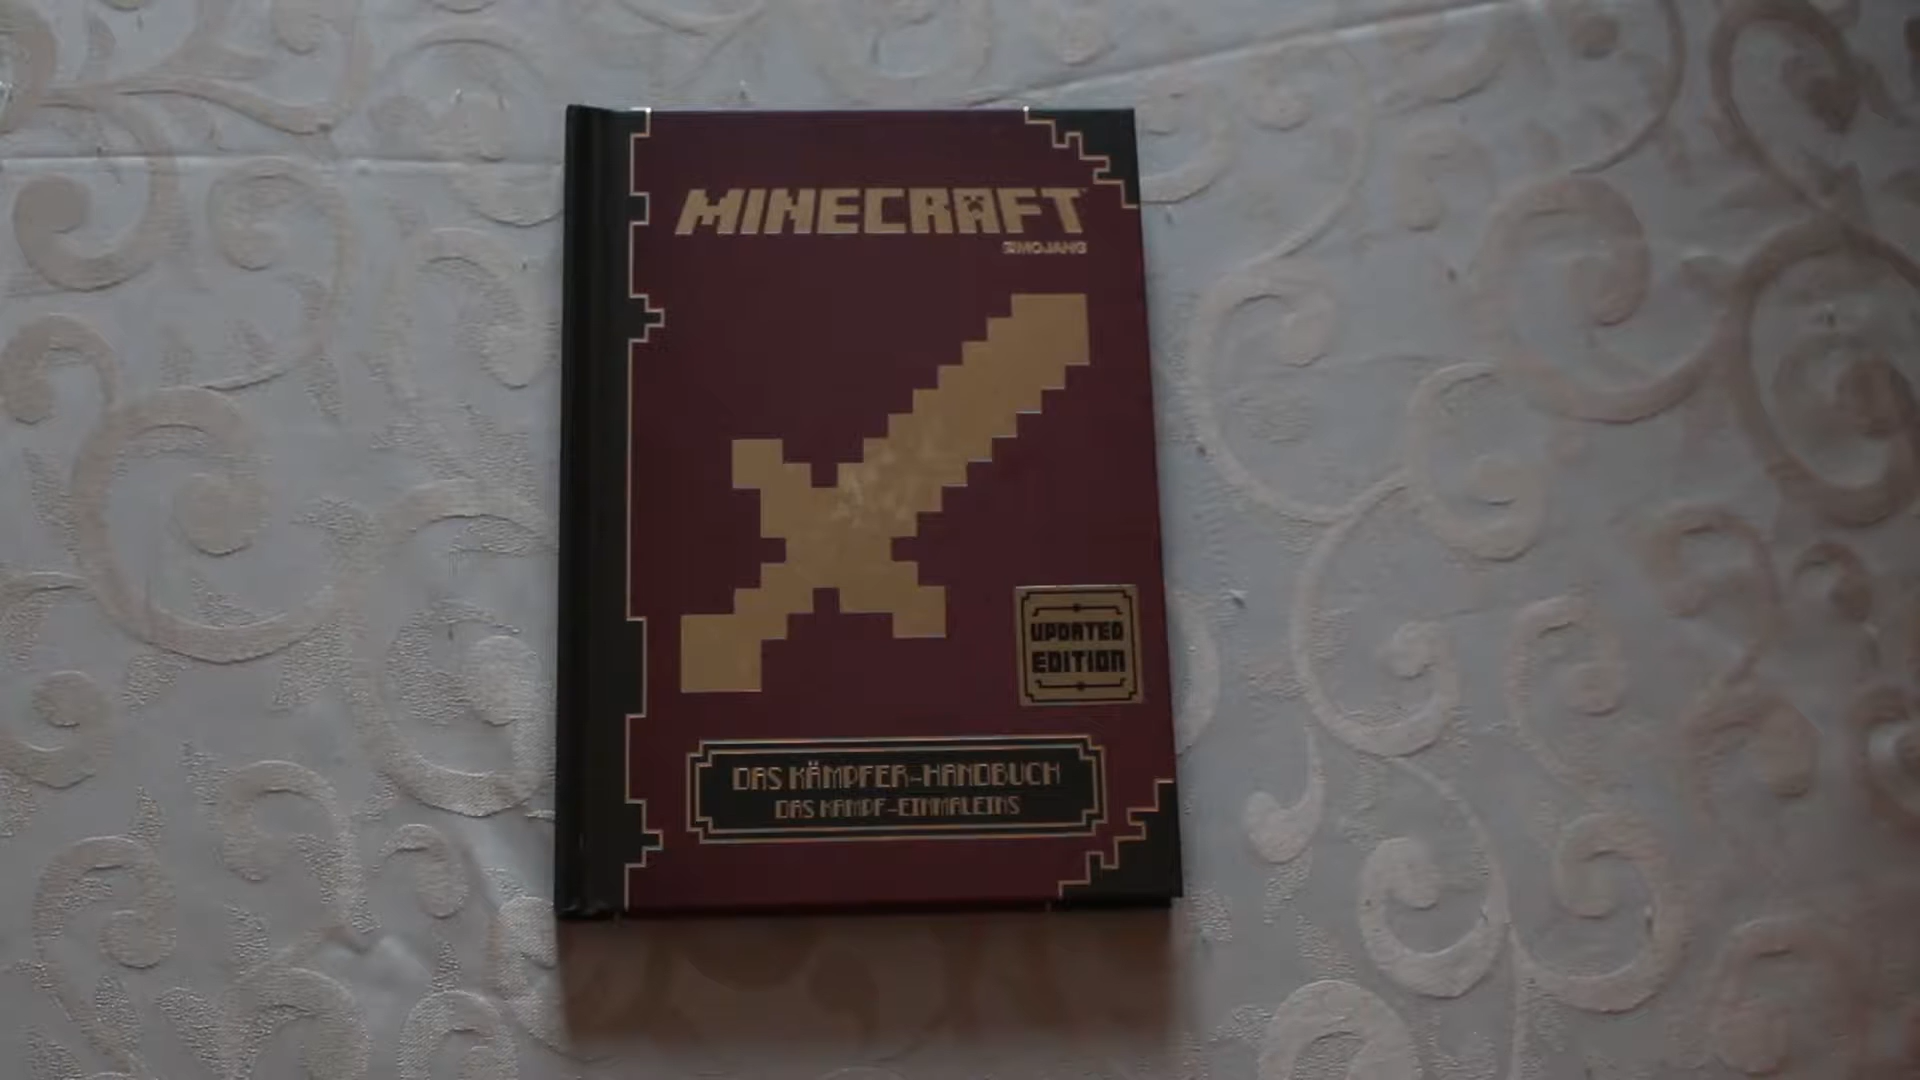 MINECRAFT
MOJANG
UPDATED
EDITION
DAS KÄMPFER-HANDBUCH
DAS KAMPF-EINMALEINS